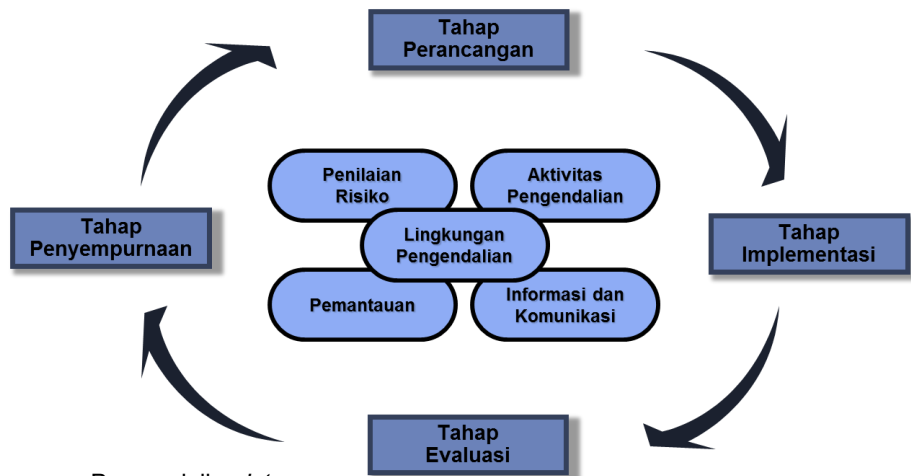 Tahap
Perancangan
Penilaian
Risiko
Aktivitas
Pengendalian
Tahap
Penyempurnaan
Lingkungan
Pengendalian
Tahap
Implementasi
Pemantauan
Informasi dan
Komunikasi
Tahap
Evaluasi